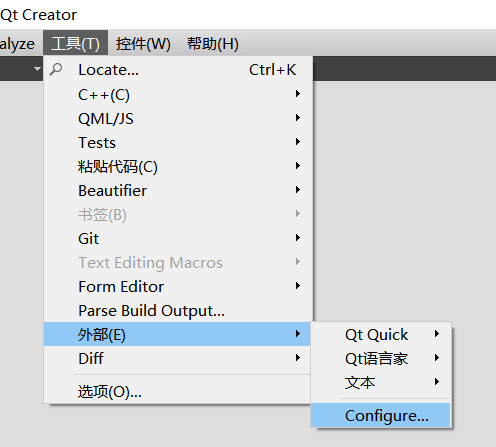 Qt Creator
alyze 工具(T) 控件(W) 帮助(H)
Locate... Ctrl+K
C++(C)
QML/JS
Tests
粘贴代码(C)
Beautifier
书签(B)
Git
Text Editing Macros
Form Editor
Parse Build Output...
外部(E)
Diff
选项(O)...
Qt Quick
Qt语言家
文本
Configure...